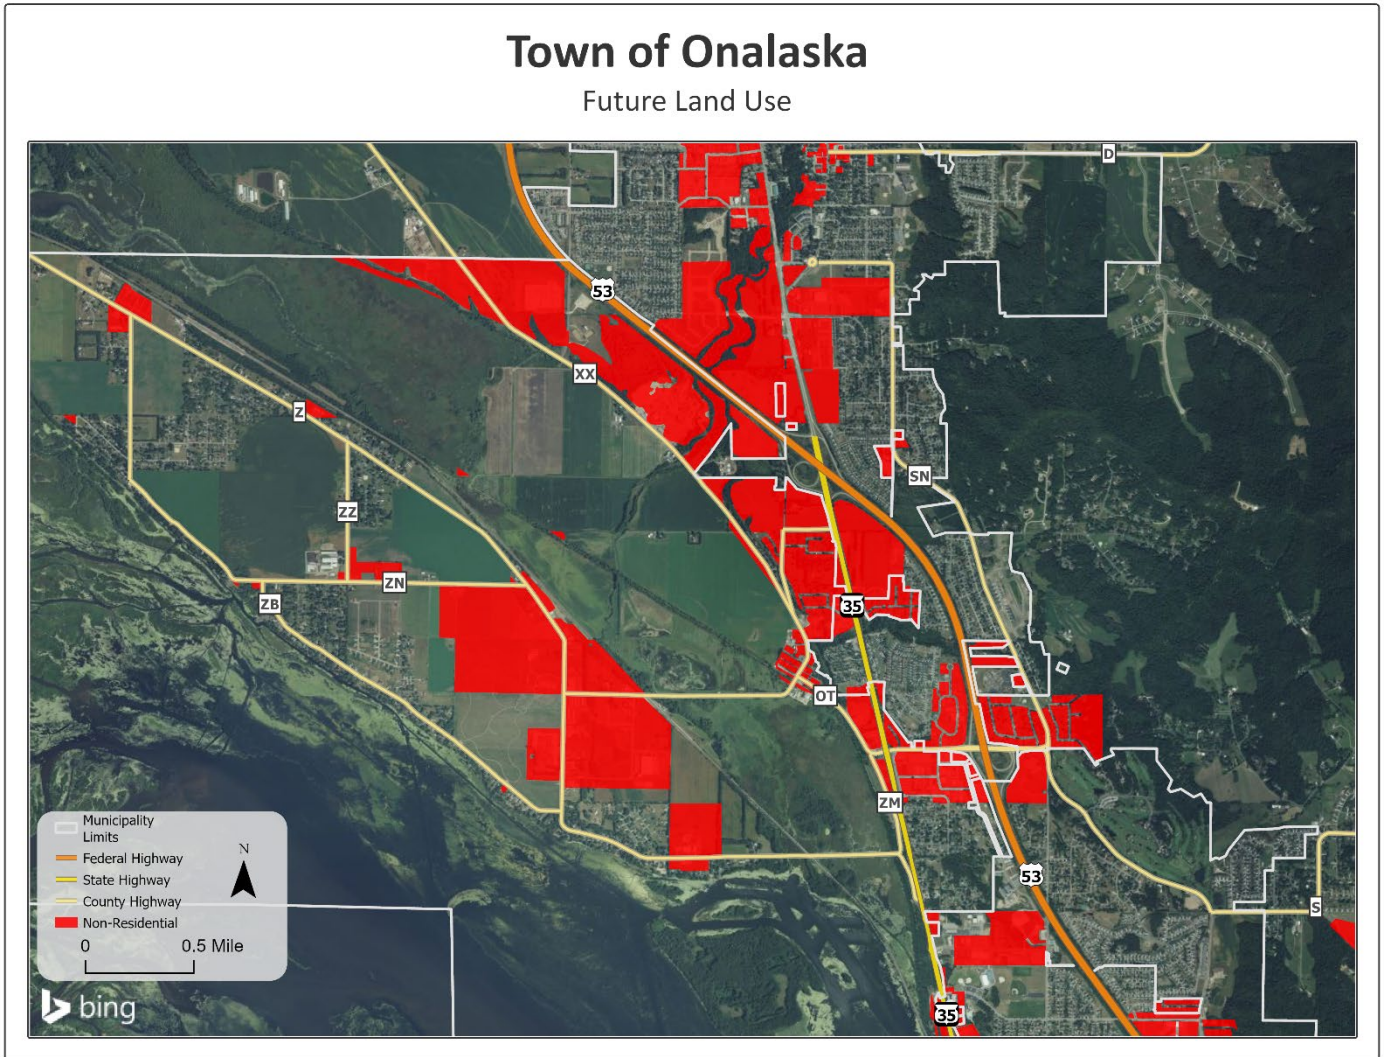 Town of Onalaska
Future Land Use
D
53
XX
Z
SN
ZZ
ZN
ZB
35
OT
ZM
53
S
35
Municipality
Limits
Federal Highway
State Highway
County Highway
Non-Residential
N
0 0.5 Mile
bing